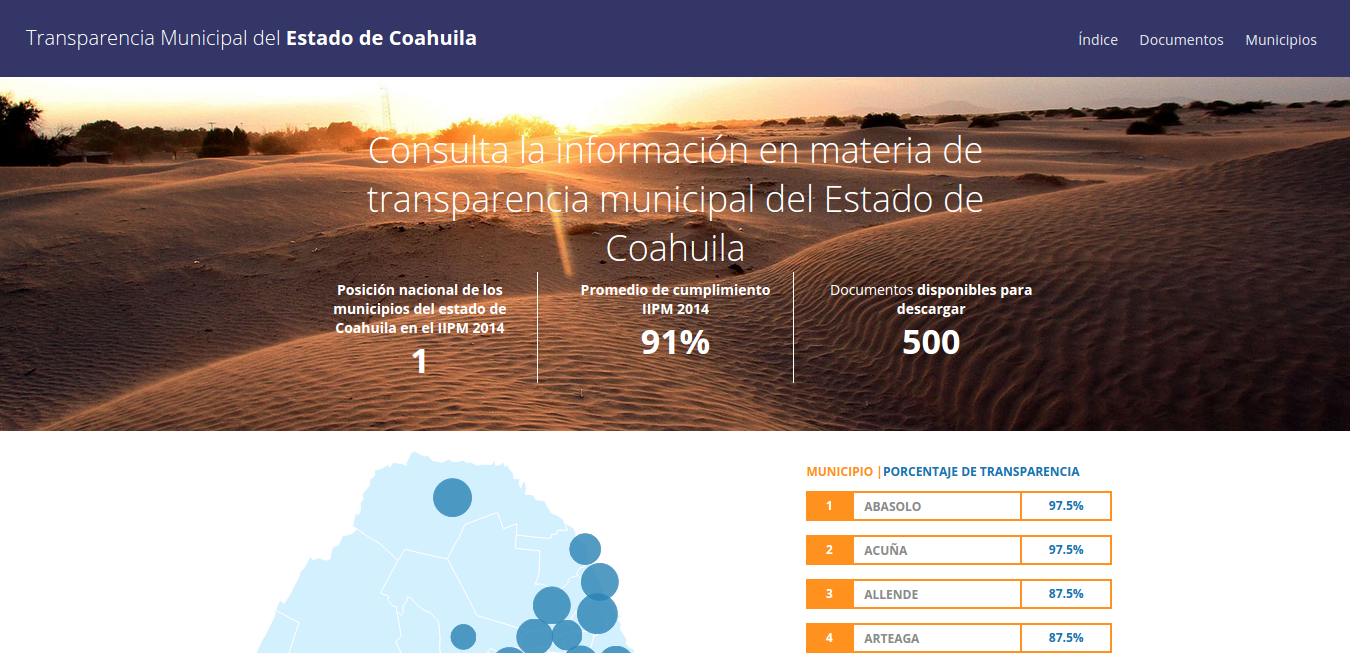 Transparencia Municipal del Estado de Coahuila
Índice Documentos Municipios
Consulta la información en materia de
transparencia municipal del Estado de
Coahuila
Posición nacional de los
municipios del estado de
Coahuila en el IIPM 2014
1
Promedio de cumplimiento
IIPM 2014
91%
Documentos disponibles para
descargar
500
MUNICIPIO |PORCENTAJE DE TRANSPARENCIA
1 ABASOLO 97.5%
2 ACUÑA 97.5%
3 ALLENDE 87.5%
4 ARTEAGA 87.5%